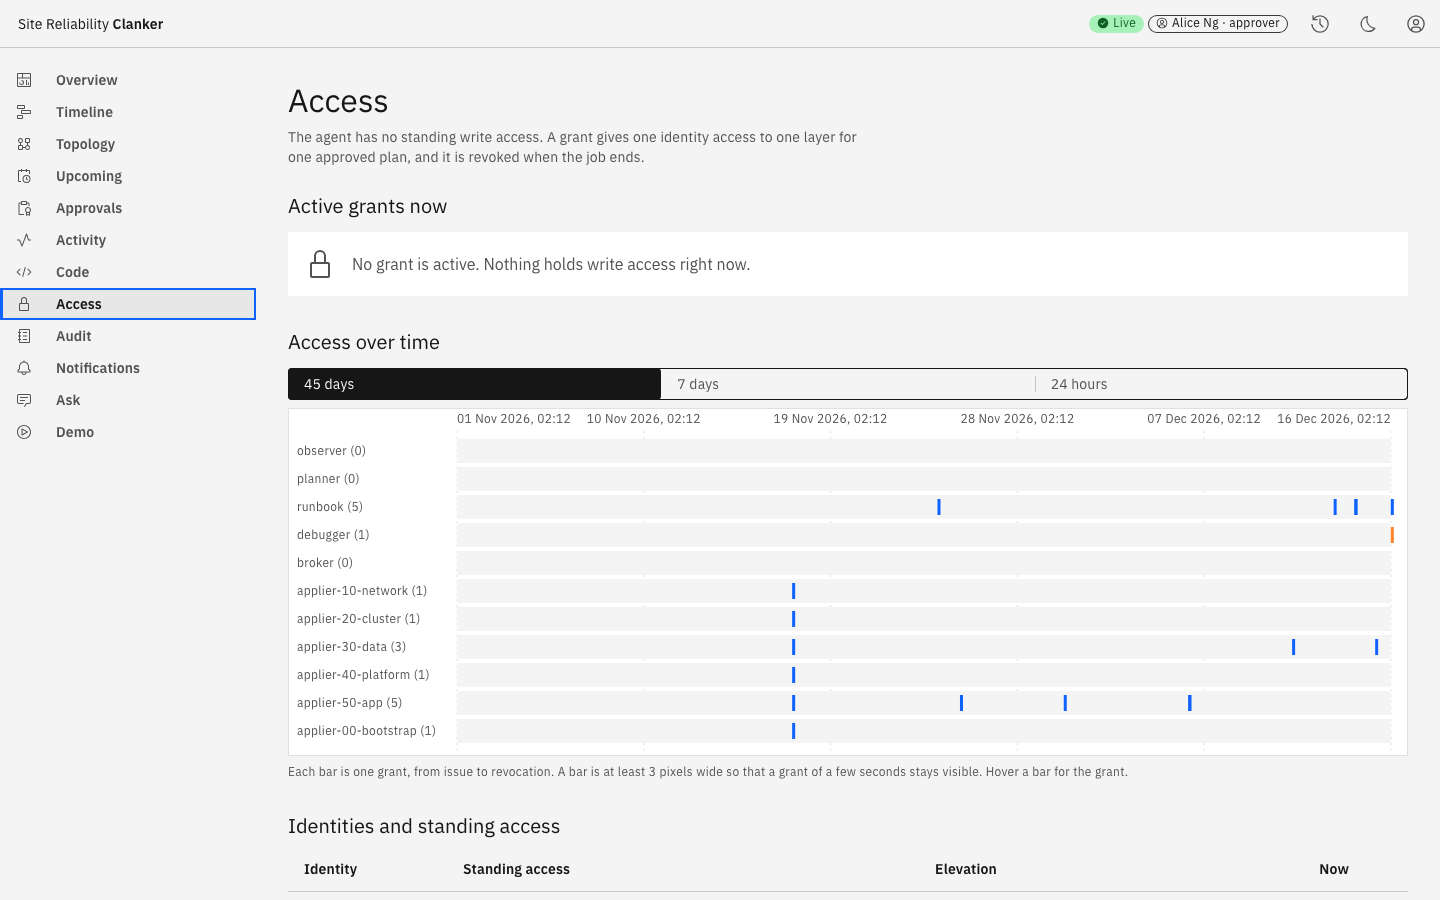 Site Reliability Clanker
Live
Alice Ng · approver
Overview
Timeline
Topology
Upcoming
Approvals
Activity
Code
Access
Audit
Notifications
Ask
Demo
Access
The agent has no standing write access. A grant gives one identity access to one layer for
one approved plan, and it is revoked when the job ends.
Active grants now
No grant is active. Nothing holds write access right now.
Access over time
45 days
7 days
24 hours
01 Nov 2026, 02:12
10 Nov 2026, 02:12
19 Nov 2026, 02:12
28 Nov 2026, 02:12
07 Dec 2026, 02:12
16 Dec 2026, 02:12
observer (0)
planner (0)
runbook (5)
debugger (1)
broker (0)
applier-10-network (1)
applier-20-cluster (1)
applier-30-data (3)
applier-40-platform (1)
applier-50-app (5)
applier-00-bootstrap (1)
Each bar is one grant, from issue to revocation. A bar is at least 3 pixels wide so that a grant of a few seconds stays visible. Hover a bar for the grant.
Identities and standing access
Identity
Standing access
Elevation
Now